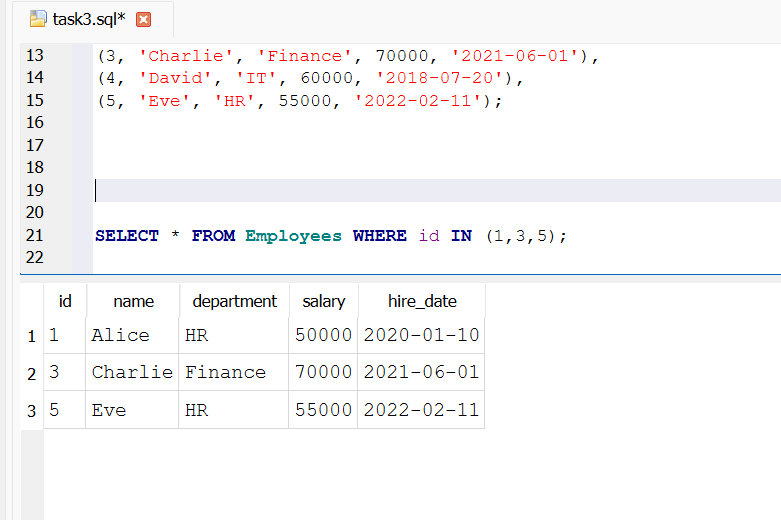 task3.sql*
13 (3, 'Charlie', 'Finance', 70000, '2021-06-01'),
14 (4, 'David', 'IT', 60000, '2018-07-20'),
15 (5, 'Eve', 'HR', 55000, '2022-02-11');
16
17
18
19
20
21 SELECT * FROM Employees WHERE id IN (1,3,5);
22
id name department salary hire_date
1 1 Alice HR 50000 2020-01-10
2 3 Charlie Finance 70000 2021-06-01
3 5 Eve HR 55000 2022-02-11